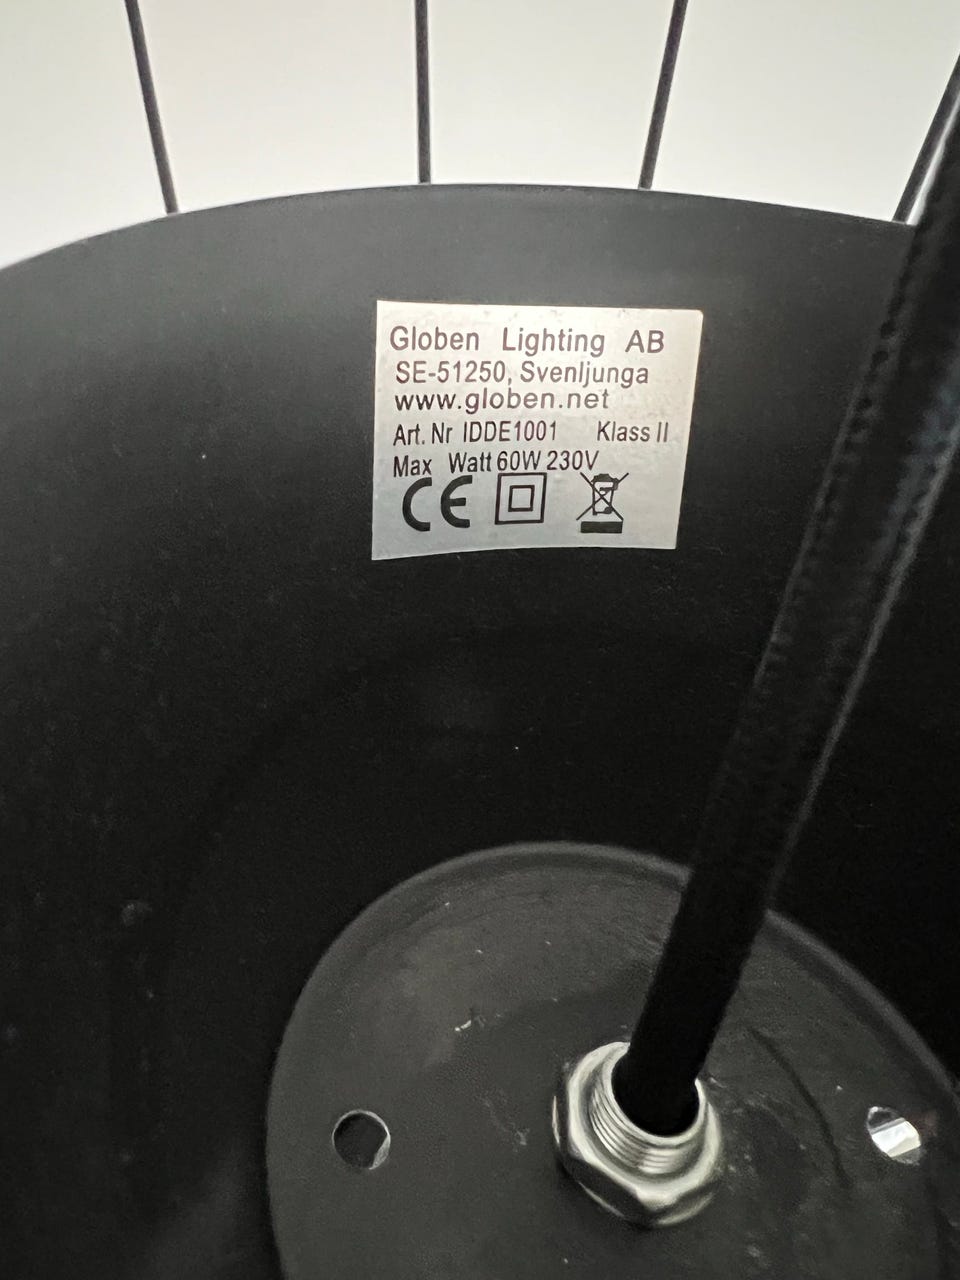 Globen Lighting AB
SE-51250, Svenljunga
www.globen.net
Art. Nr IDDE1001 Klass II
Max Watt 60W 230V
CE